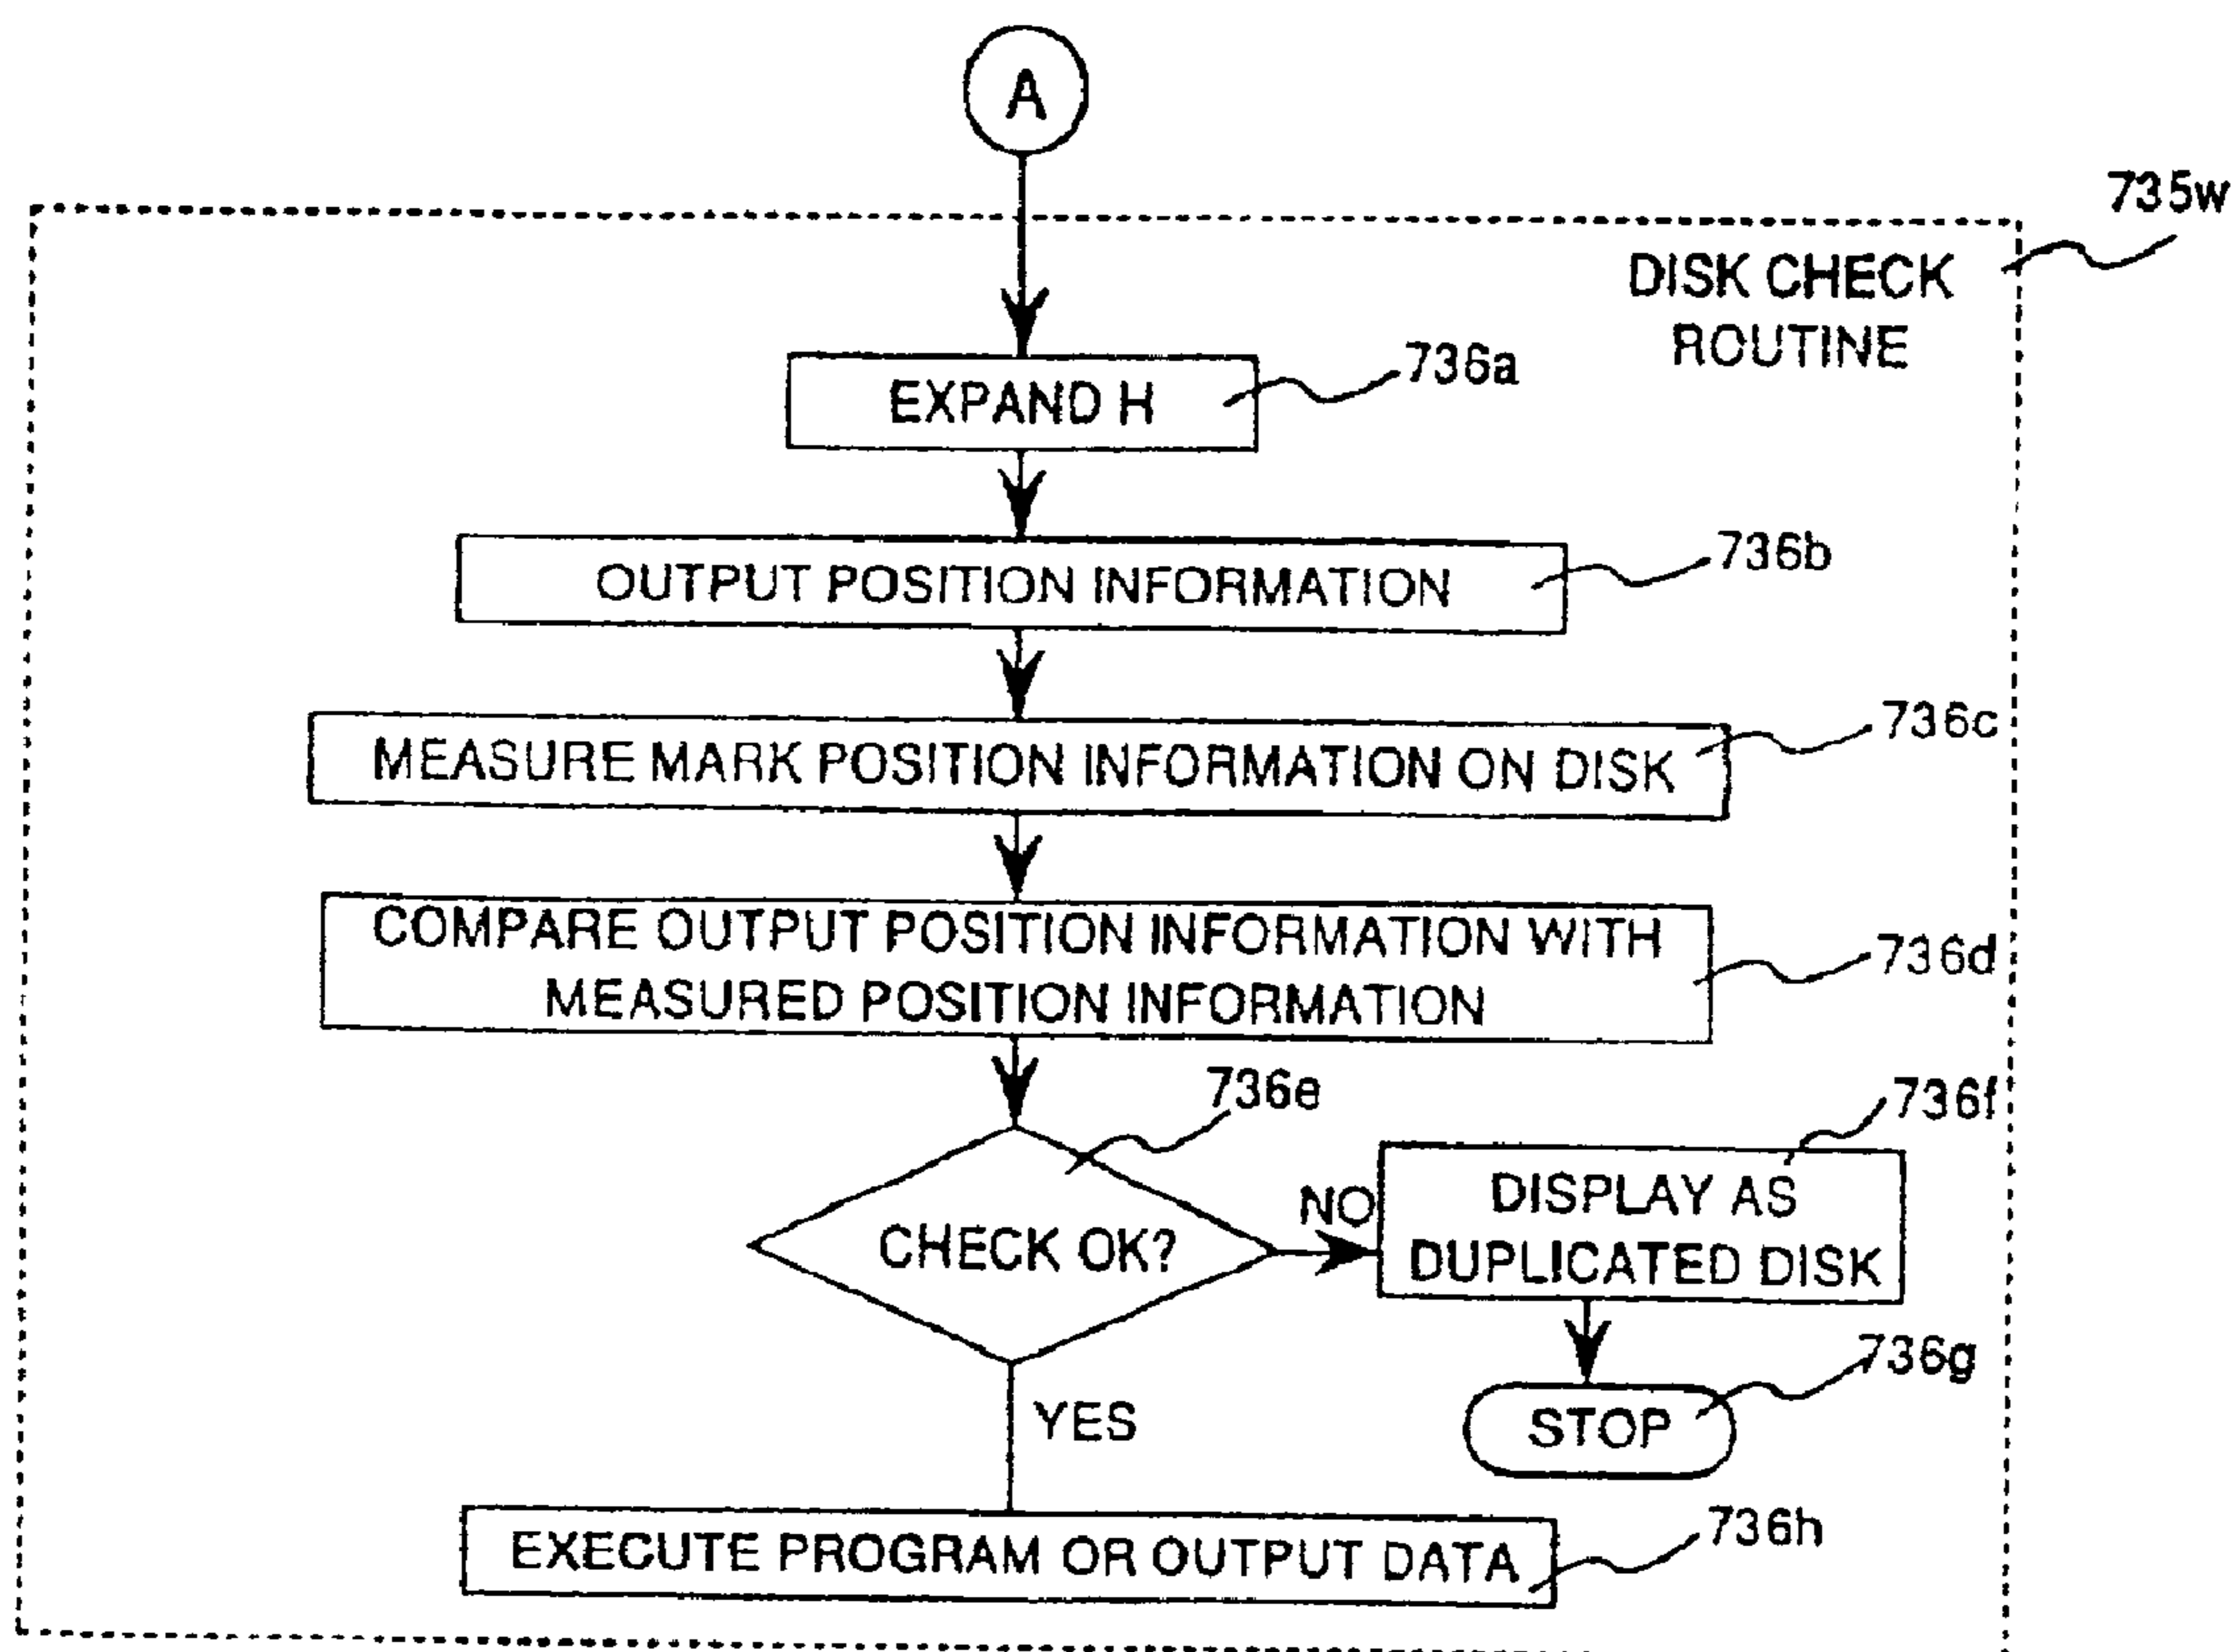 A
735w
DISK CHECK
ROUTINE
EXPAND H
736a
OUTPUT POSITION INFORMATION
736b
MEASURE MARK POSITION INFORMATION ON DISK
736c
COMPARE OUTPUT POSITION INFORMATION WITH
MEASURED POSITION INFORMATION
736d
736e
CHECK OK?
NO
736f
DISPLAY AS
DUPLICATED DISK
736g
STOP
YES
EXECUTE PROGRAM OR OUTPUT DATA
736h